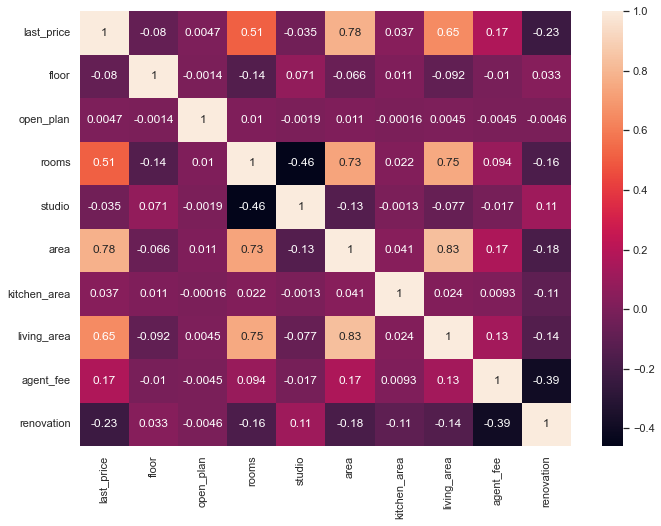 last_price 1 -0.08 0.0047 0.51 -0.035 0.78 0.037 0.65 0.17 -0.23
floor -0.08 1 -0.0014 -0.14 0.071 -0.066 0.011 -0.092 -0.01 0.033
open_plan 0.0047 -0.0014 1 0.01 -0.0019 0.011 -0.00016 0.0045 -0.0045 -0.0046
rooms 0.51 -0.14 0.01 1 -0.46 0.73 0.022 0.75 0.094 -0.16
studio -0.035 0.071 -0.0019 -0.46 1 -0.13 -0.0013 -0.077 -0.017 0.11
area 0.78 -0.066 0.011 0.73 -0.13 1 0.041 0.83 0.17 -0.18
kitchen_area 0.037 0.011 -0.00016 0.022 -0.0013 0.041 1 0.024 0.0093 -0.11
living_area 0.65 -0.092 0.0045 0.75 -0.077 0.83 0.024 1 0.13 -0.14
agent_fee 0.17 -0.01 -0.0045 0.094 -0.017 0.17 0.0093 0.13 1 -0.39
renovation -0.23 0.033 -0.0046 -0.16 0.11 -0.18 -0.11 -0.14 -0.39 1
last_price floor open_plan rooms studio area kitchen_area living_area agent_fee renovation
1.0
0.8
0.6
0.4
0.2
0.0
−0.2
−0.4